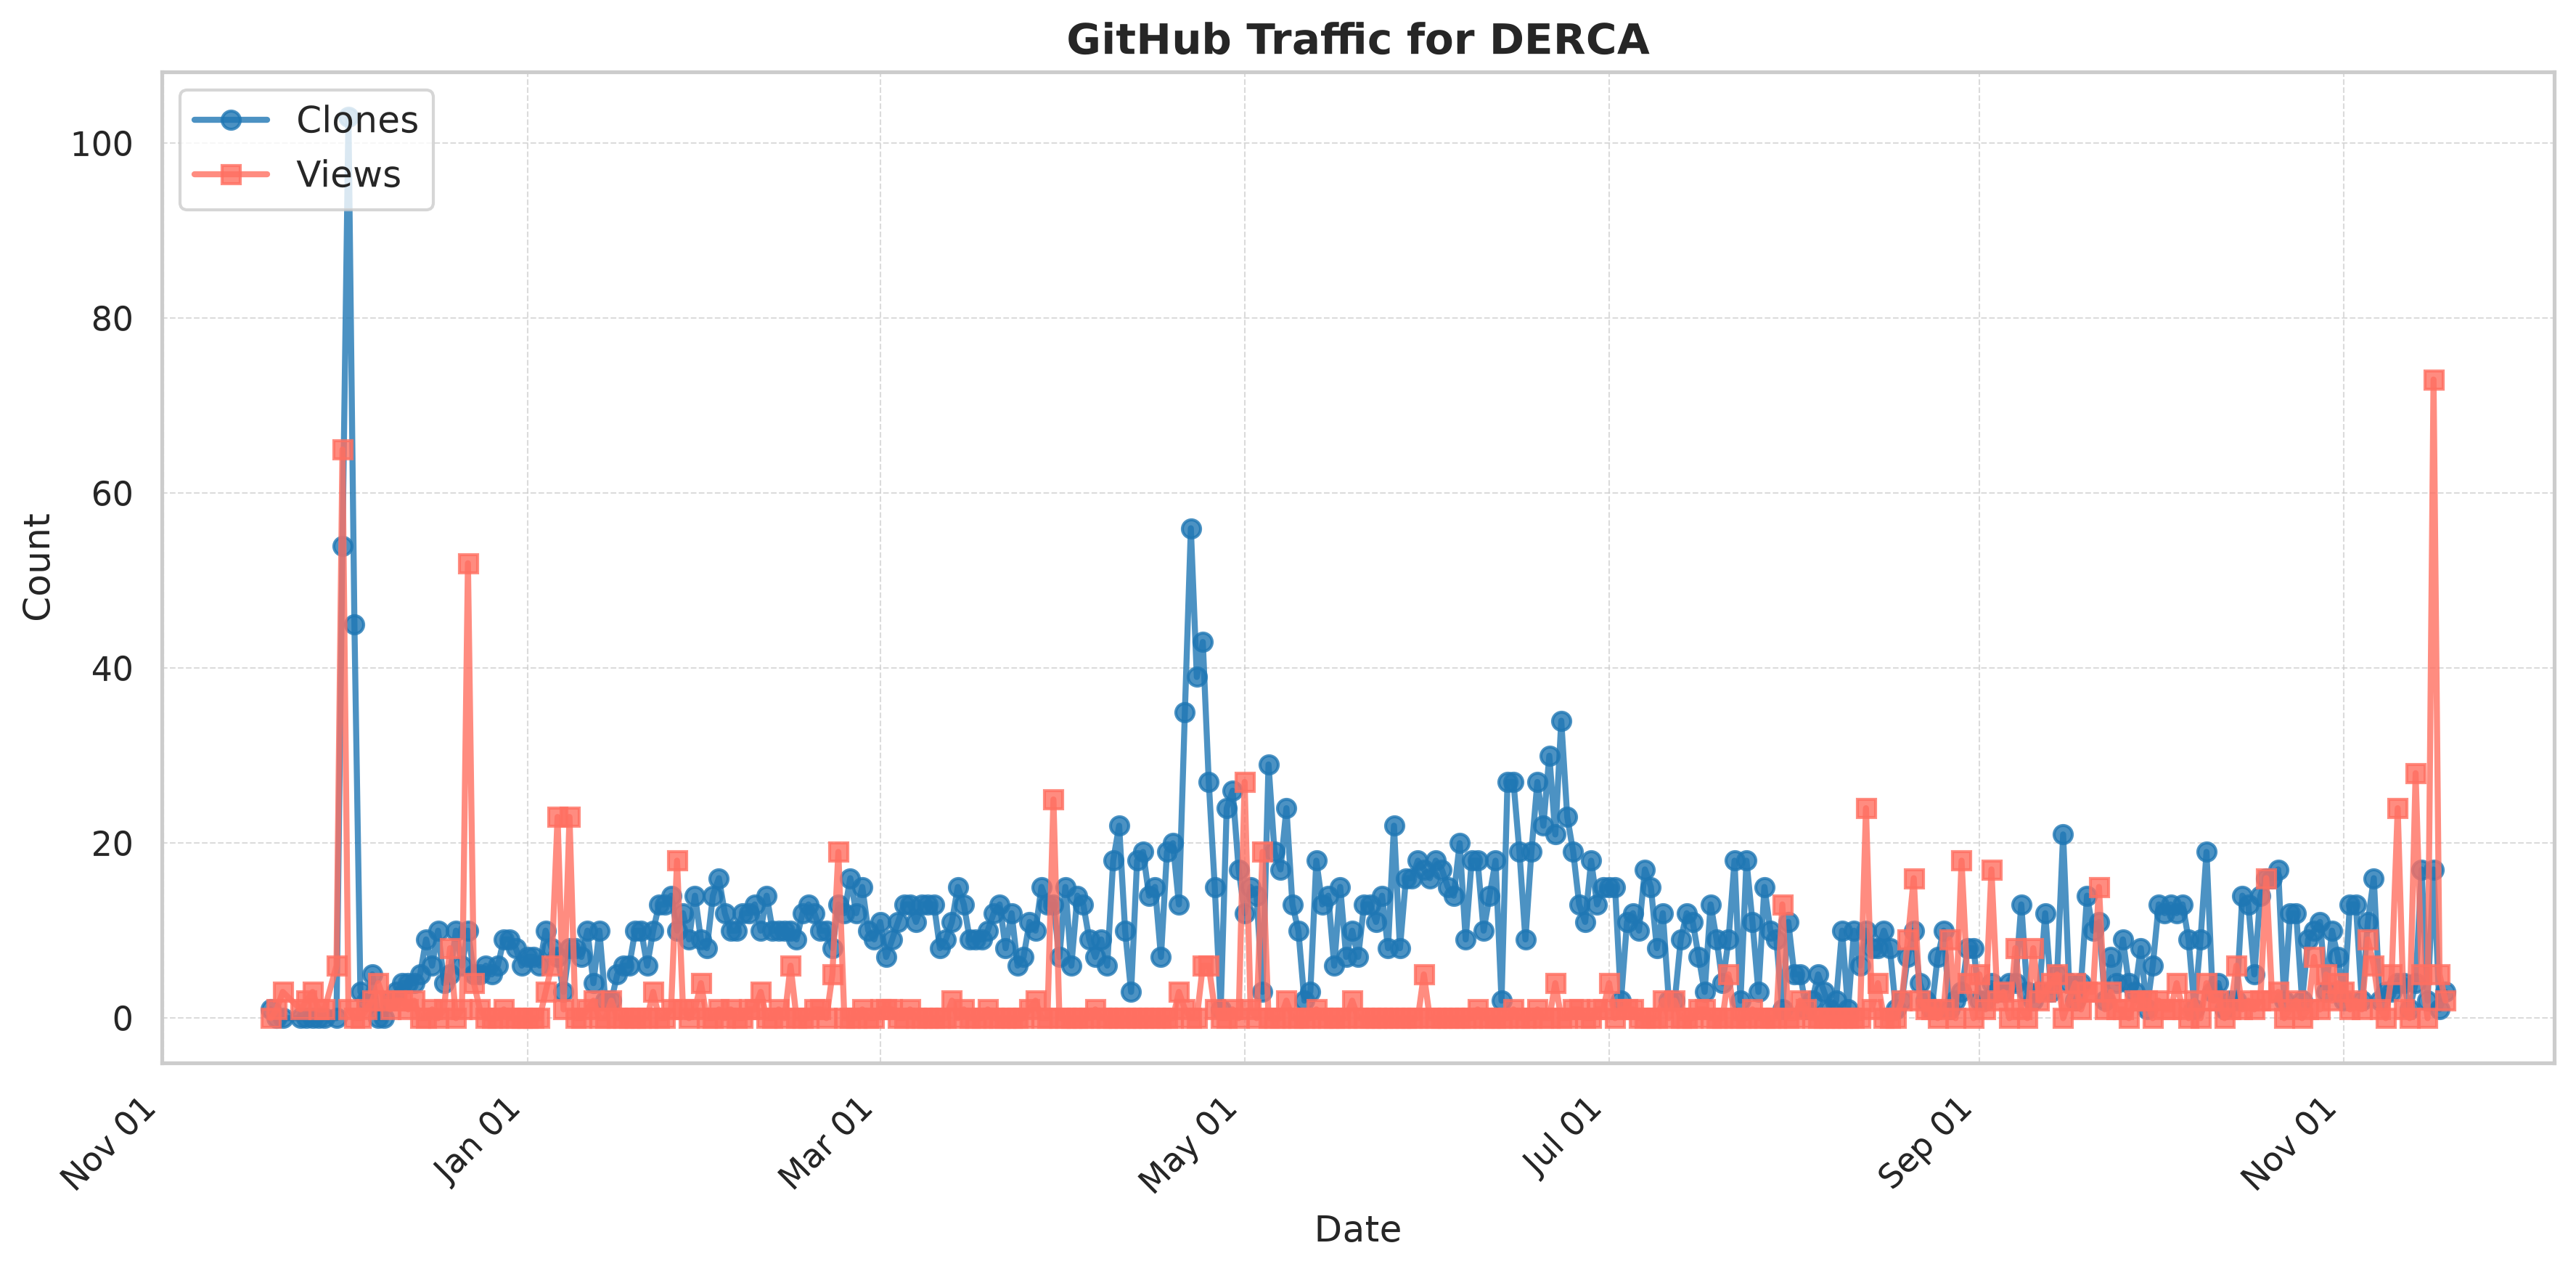 GitHub Traffic for DERCA
Clones
Views
100
80
60
40
20
0
Count
Nov 01
Jan 01
Mar 01
May 01
Jul 01
Sep 01
Nov 01
Date